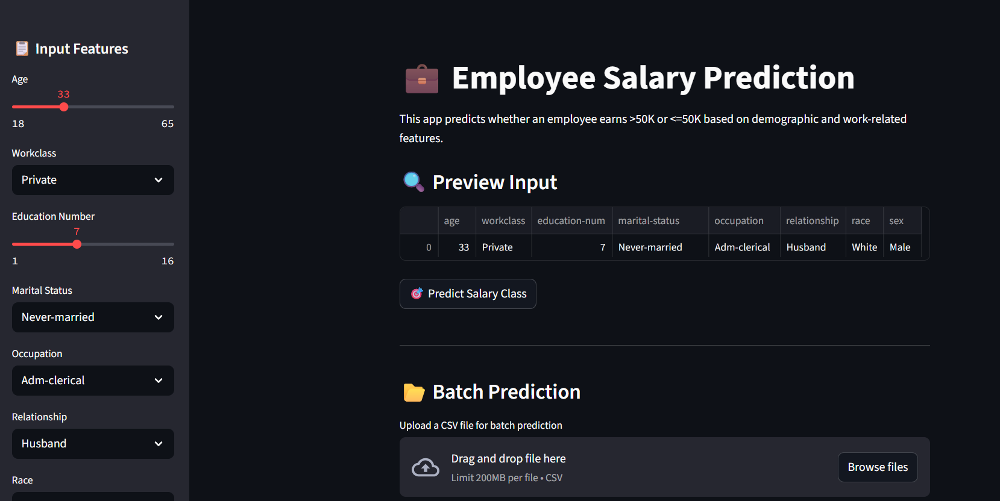 Input Features
Age
33
18 65
Workclass
Private
Education Number
7
1 16
Marital Status
Never-married
Occupation
Adm-clerical
Relationship
Husband
Race
Employee Salary Prediction
This app predicts whether an employee earns >50K or <=50K based on demographic and work-related
features.
Preview Input
age workclass education-num marital-status occupation relationship race sex
0 33 Private 7 Never-married Adm-clerical Husband White Male
Predict Salary Class
Batch Prediction
Upload a CSV file for batch prediction
Drag and drop file here
Limit 200MB per file • CSV
Browse files